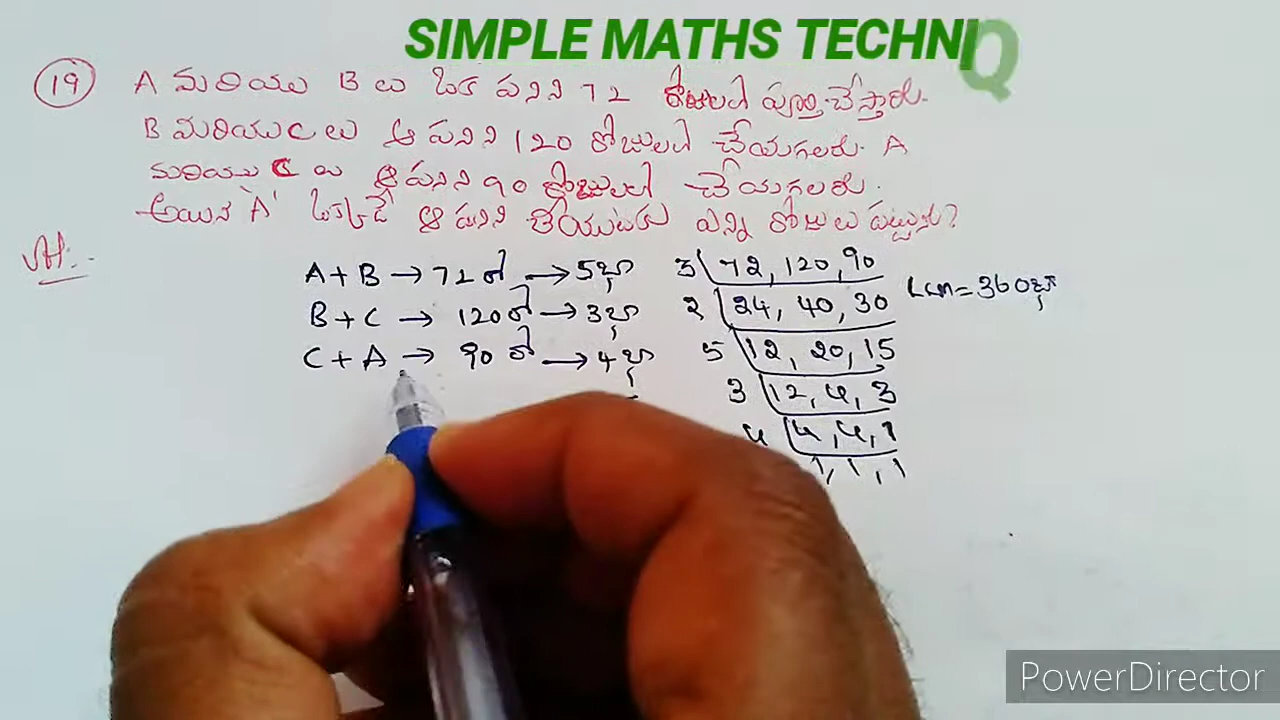 SIMPLE MATHS TECHNIQ
19 A మరియు B లు ఒక పనిని 72 రోజులలో పూర్తి చేస్తారు.
B మరియు C లు ఆ పనిని 120 రోజులలో చేయగలరు. A
మరియు C లు ఆ పనిని 90 రోజులలో చేయగలరు.
అయిన 'A' ఒక్కడే ఆ పనిని చేయుటకు ఎన్ని రోజులు పట్టును?
A+B → 72 రో → 5 భా
B+C → 120 రో → 3 భా
C+A → 90 రో → 4 భా
3 72, 120, 90
2 24, 40, 30
5 12, 20, 15
3 12, 4, 3
4 4, 4, 1
1, 1, 1
LCM = 360 భా
PowerDirector